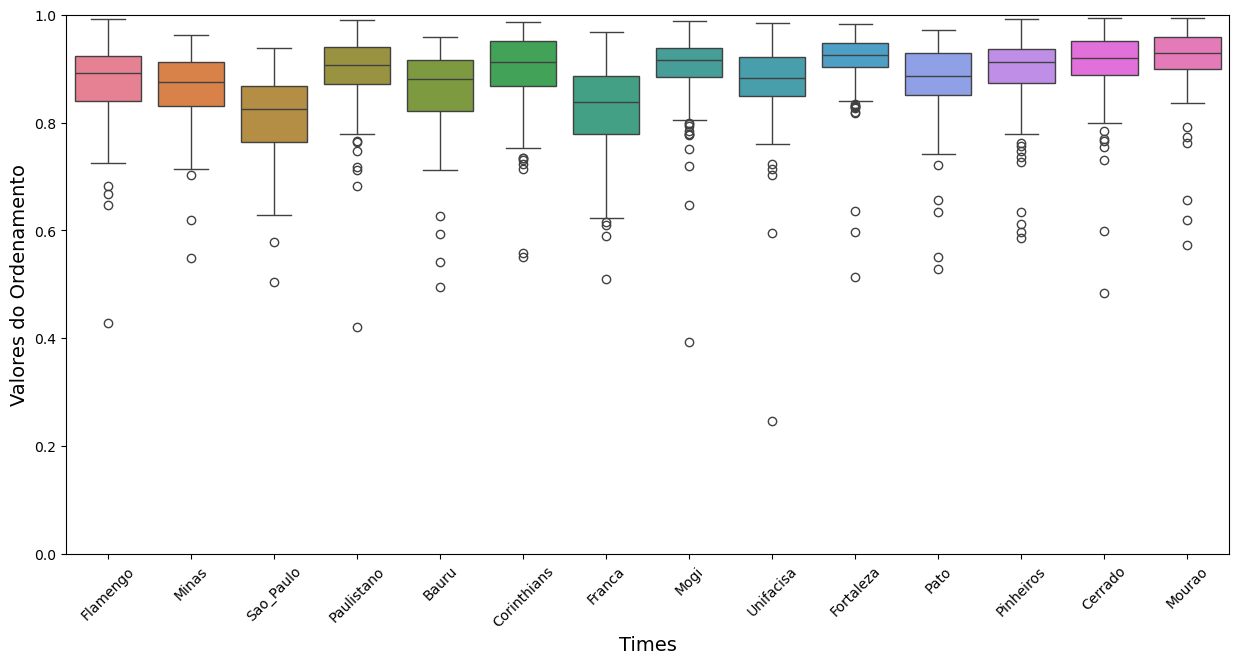 1.0
0.8
0.6
0.4
0.2
0.0
Valores do Ordenamento
Flamengo
Minas
Sao_Paulo
Paulistano
Bauru
Corinthians
Franca
Mogi
Unifacisa
Fortaleza
Pato
Pinheiros
Cerrado
Mourao
Times